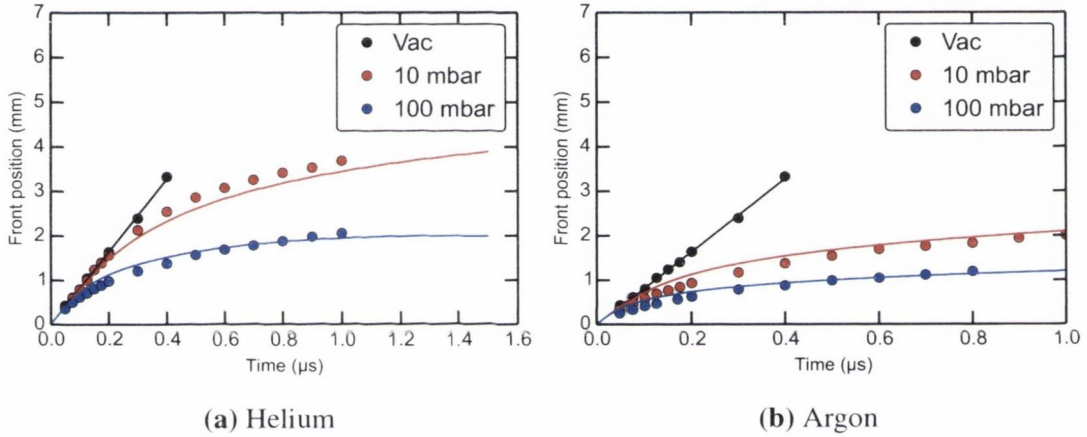 7
6
5
4
3
2
1
0
Front position (mm)
Vac
10 mbar
100 mbar
0.0 0.2 0.4 0.6 0.8 1.0 1.2 1.4 1.6
Time (µs)
(a) Helium
7
6
5
4
3
2
1
0
Front position (mm)
Vac
10 mbar
100 mbar
0.0 0.2 0.4 0.6 0.8 1.0
Time (µs)
(b) Argon